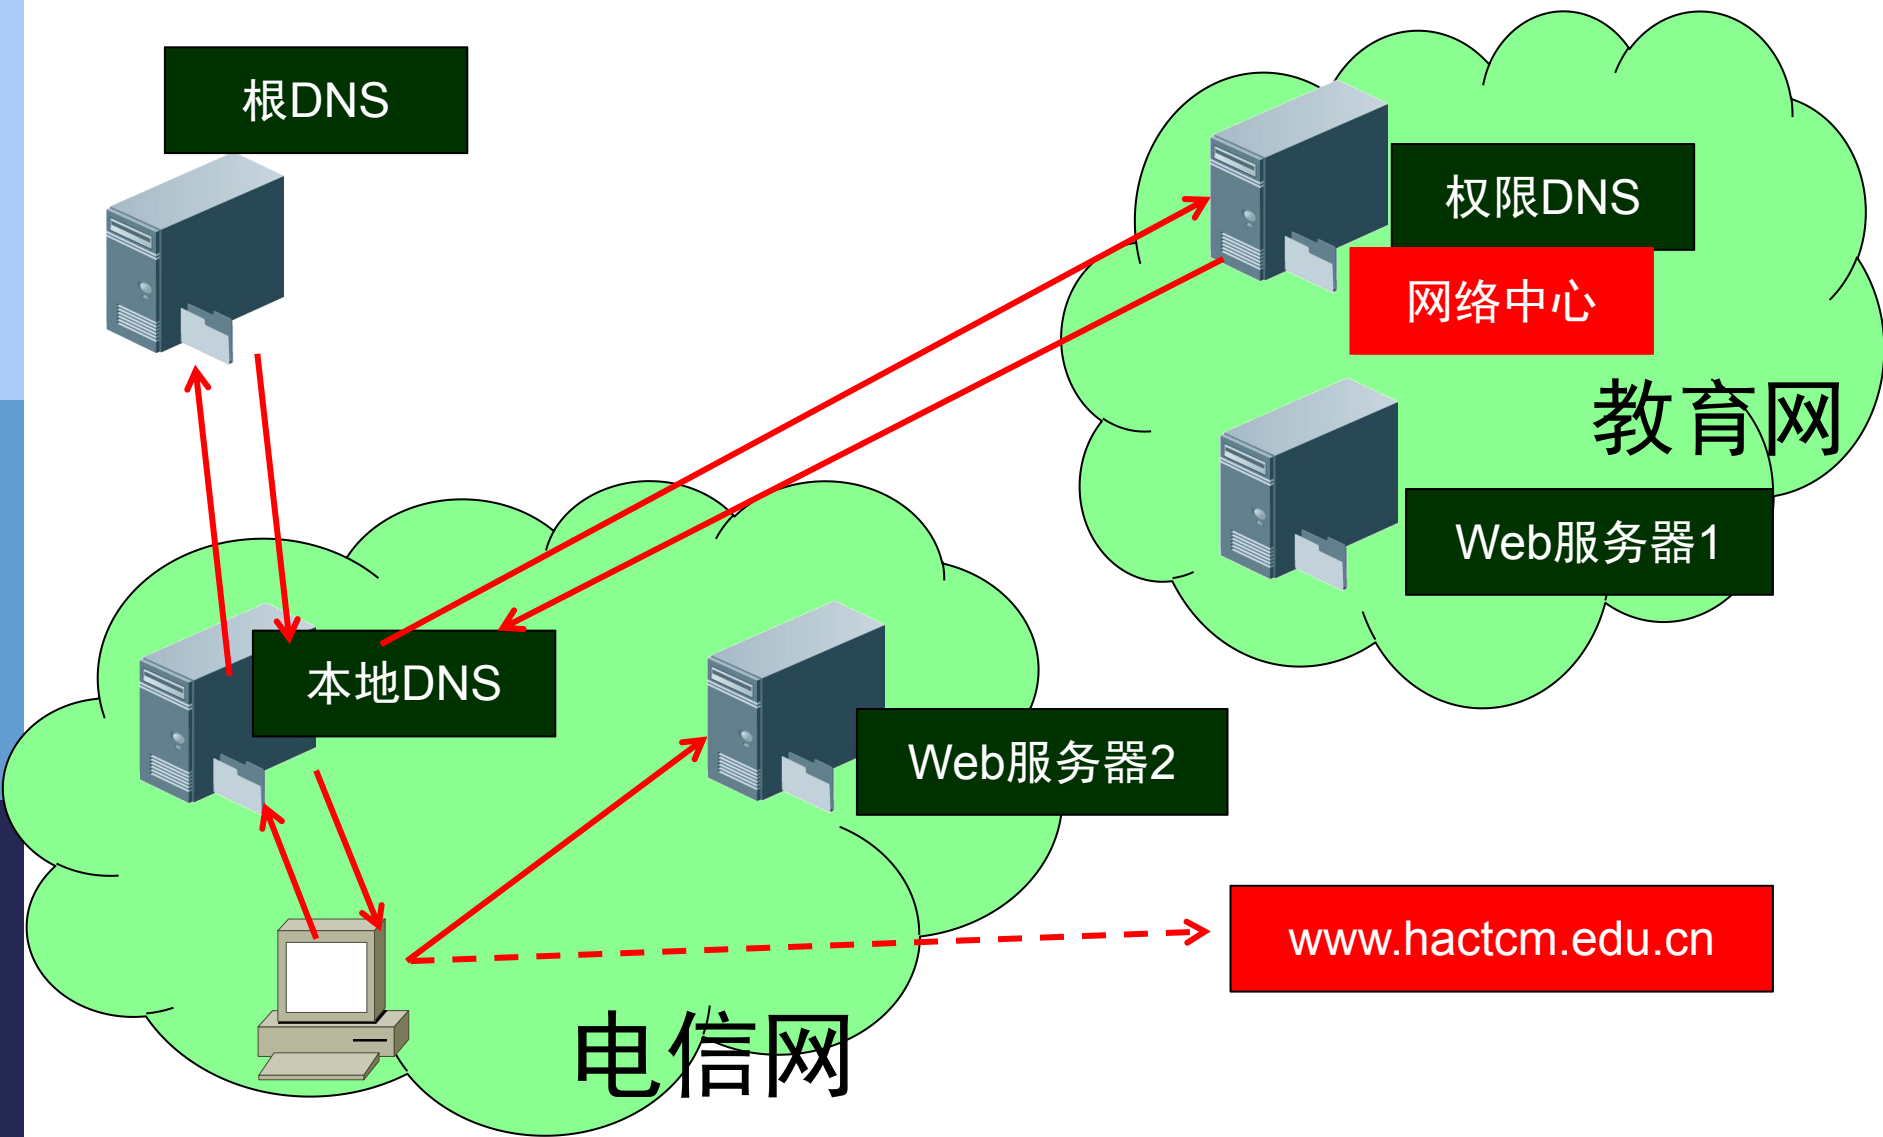 根DNS
权限DNS
网络中心
教育网
Web服务器1
本地DNS
Web服务器2
www.hactcm.edu.cn
电信网